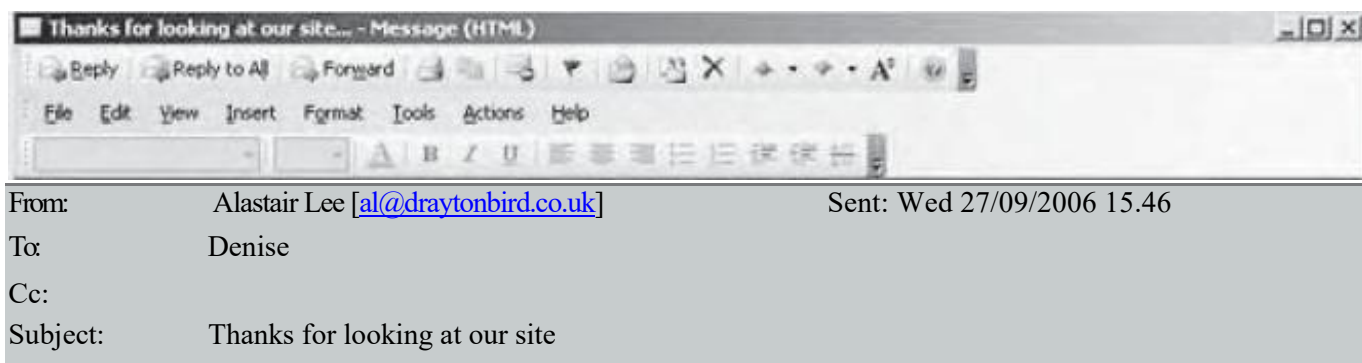 Thanks for looking at our site... - Message (HTML)
Reply Reply to All Forward
File Edit View Insert Format Tools Actions Help
A B I U
From: Alastair Lee [al@draytonbird.co.uk] Sent: Wed 27/09/2006 15.46
To: Denise
Cc:
Subject: Thanks for looking at our site